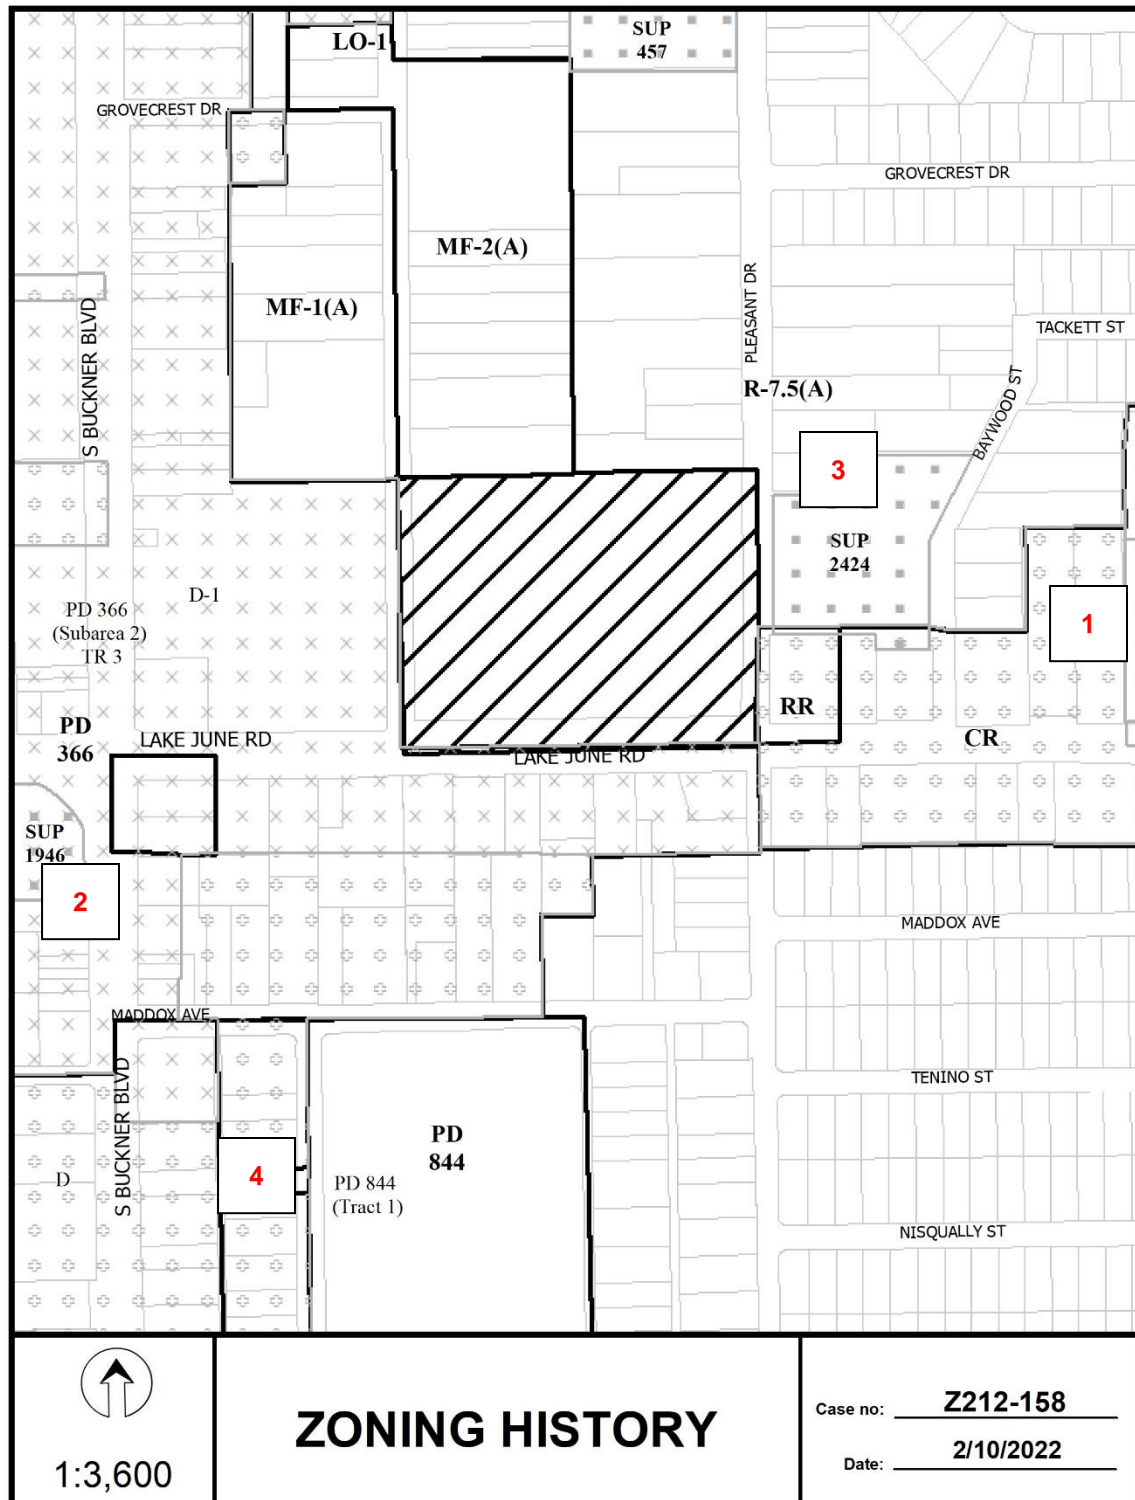 LO-1
SUP
457
GROVECREST DR
GROVECREST DR
MF-2(A)
MF-1(A)
PLEASANT DR
S BUCKNER BLVD
TACKETT ST
R-7.5(A)
BAYWOOD ST
3
SUP
2424
D-1
PD 366
(Subarea 2)
TR 3
1
RR
PD
366
LAKE JUNE RD
CR
LAKE JUNE RD
SUP
1946
2
MADDOX AVE
MADDOX AVE
S BUCKNER BLVD
TENINO ST
PD
844
4
D
PD 844
(Tract 1)
NISQUALLY ST
1:3,600
ZONING HISTORY
Case no: Z212-158
Date: 2/10/2022